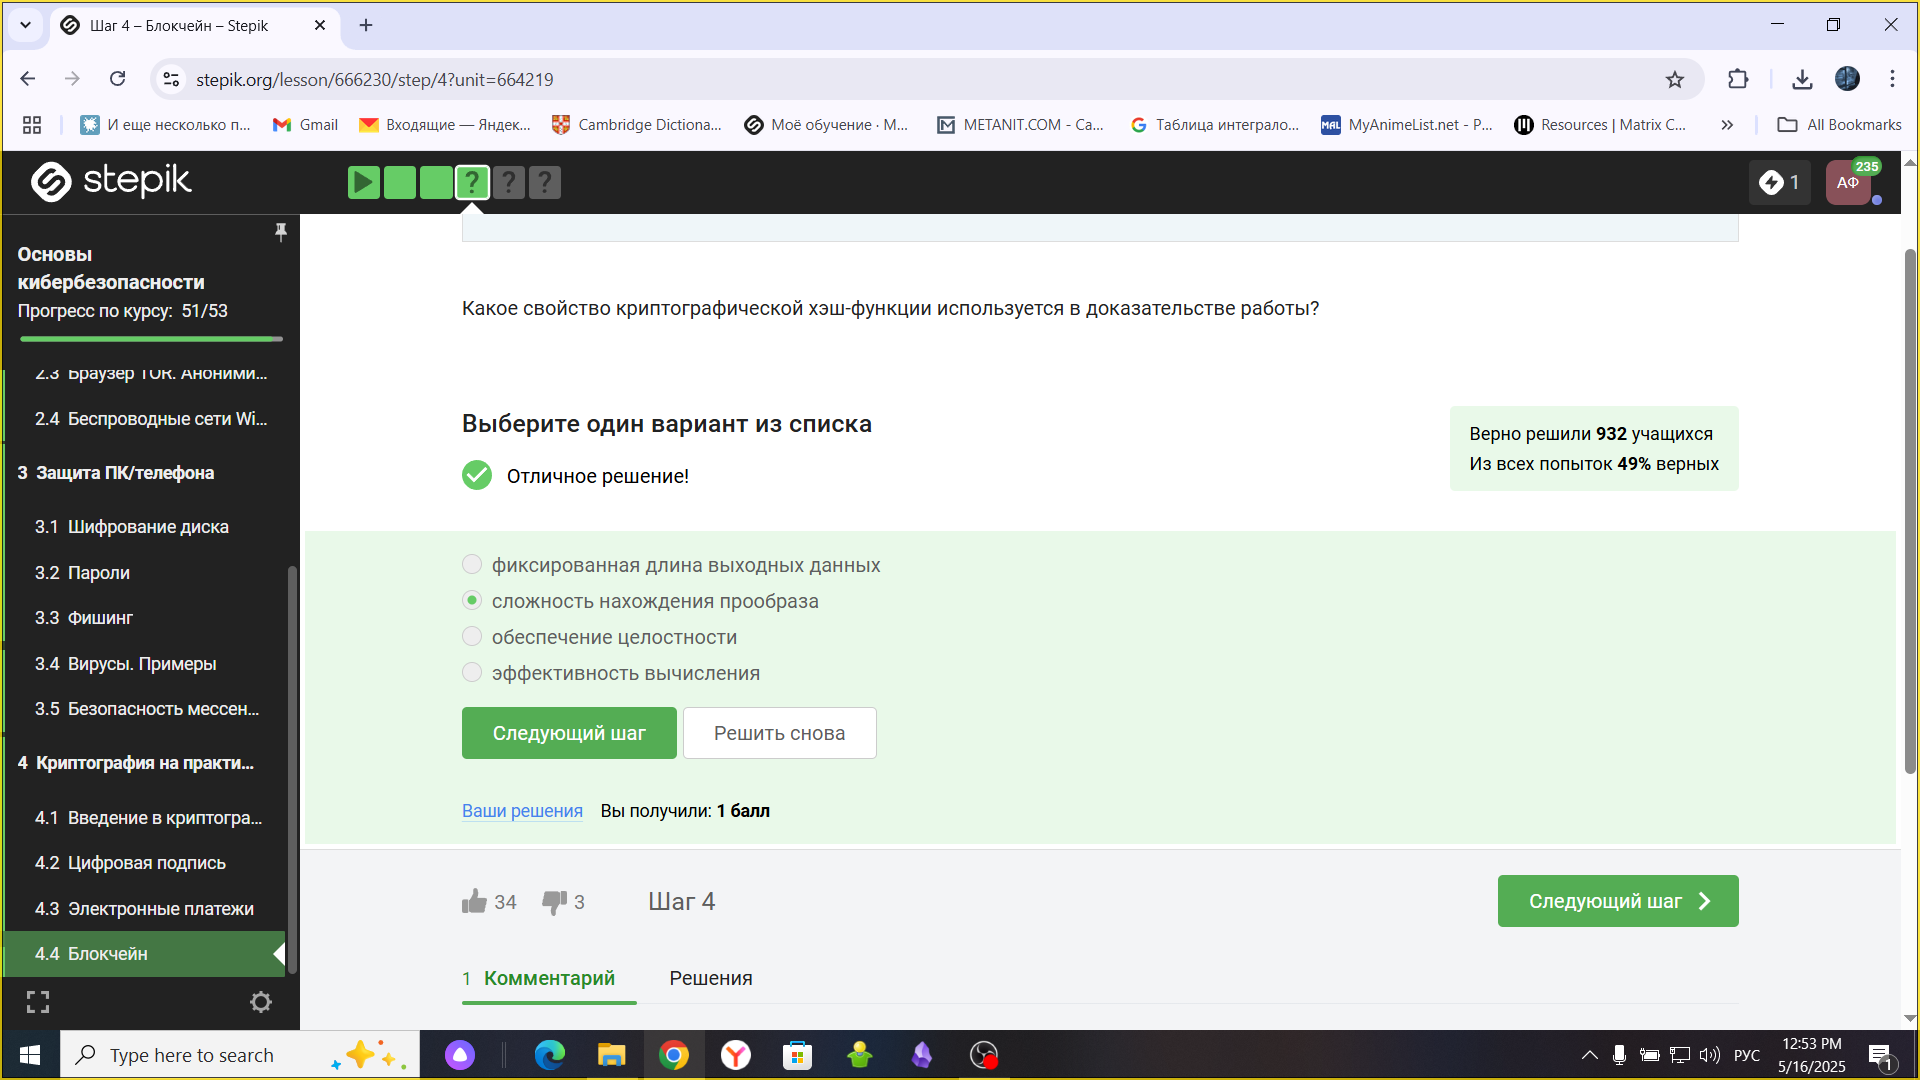 Шаг 4 – Блокчейн – Stepik
stepik.org/lesson/666230/step/4?unit=664219
И еще несколько п...
Gmail
Входящие — Яндек...
Cambridge Dictiona...
Моё обучение · М...
METANIT.COM - Ca...
Таблица интеграло...
MAL
MyAnimeList.net - P...
Resources | Matrix C...
»
All Bookmarks
stepik
? ? ?
1
АФ
235
Основы
кибербезопасности
Прогресс по курсу: 51/53
2.3 Браузер TOR. Аноними...
2.4 Беспроводные сети Wi...
3 Защита ПК/телефона
3.1 Шифрование диска
3.2 Пароли
3.3 Фишинг
3.4 Вирусы. Примеры
3.5 Безопасность мессен...
4 Криптография на практи...
4.1 Введение в криптогра...
4.2 Цифровая подпись
4.3 Электронные платежи
4.4 Блокчейн
Какое свойство криптографической хэш-функции используется в доказательстве работы?
Выберите один вариант из списка
Отличное решение!
Верно решили 932 учащихся
Из всех попыток 49% верных
фиксированная длина выходных данных
сложность нахождения прообраза
обеспечение целостности
эффективность вычисления
Следующий шаг
Решить снова
Ваши решения Вы получили: 1 балл
34
3
Шаг 4
Следующий шаг
1 Комментарий
Решения
Type here to search
РУС
12:53 PM
5/16/2025
1